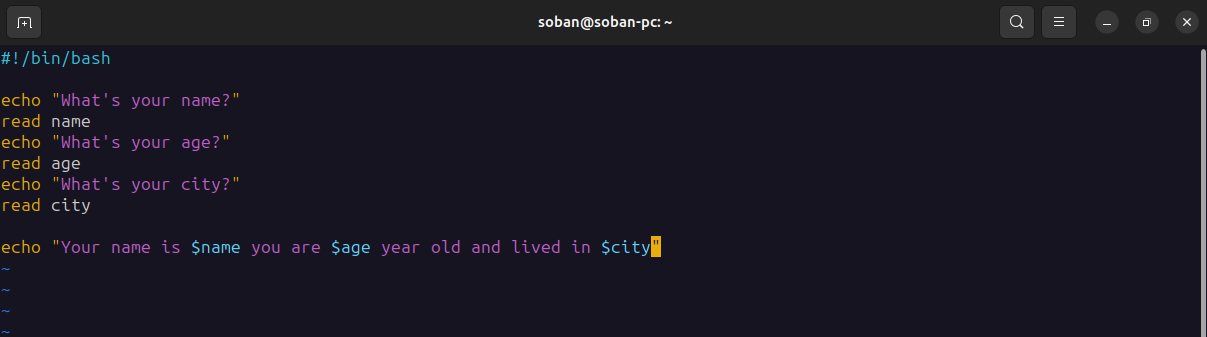 soban@soban-pc: ~
#!/bin/bash
echo "What's your name?"
read name
echo "What's your age?"
read age
echo "What's your city?"
read city
echo "Your name is $name you are $age year old and lived in $city"
~
~
~
~